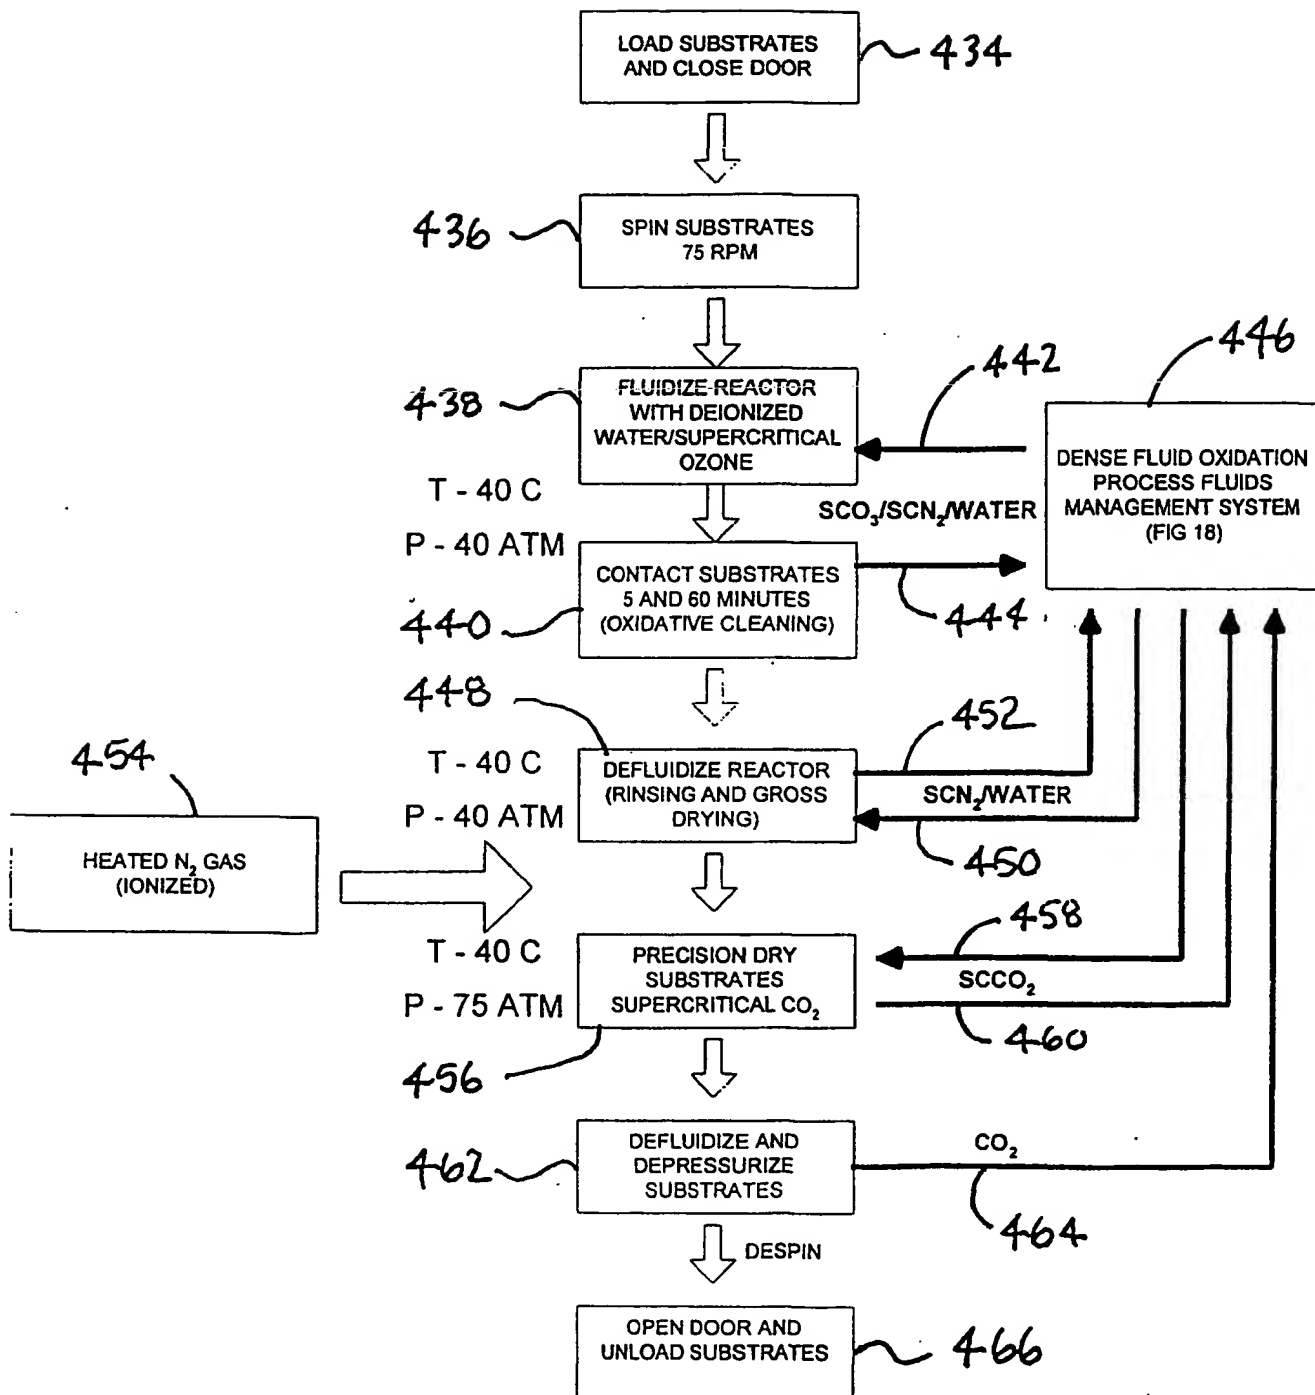 LOAD SUBSTRATES
AND CLOSE DOOR
434
436
SPIN SUBSTRATES
75 RPM
438
FLUIDIZE REACTOR
WITH DEIONIZED
WATER/SUPERCRITICAL
OZONE
442
446
DENSE FLUID OXIDATION
PROCESS FLUIDS
MANAGEMENT SYSTEM
(FIG 18)
T - 40 C
P - 40 ATM
SCO₃/SCN₂/WATER
440
CONTACT SUBSTRATES
5 AND 60 MINUTES
(OXIDATIVE CLEANING)
444
448
T - 40 C
P - 40 ATM
DEFLUIDIZE REACTOR
(RINSING AND GROSS
DRYING)
452
SCN₂/WATER
450
454
HEATED N₂ GAS
(IONIZED)
T - 40 C
P - 75 ATM
PRECISION DRY
SUBSTRATES
SUPERCRITICAL CO₂
458
SCCO₂
460
456
462
DEFLUIDIZE AND
DEPRESSURIZE
SUBSTRATES
CO₂
464
DESPIN
OPEN DOOR AND
UNLOAD SUBSTRATES
466